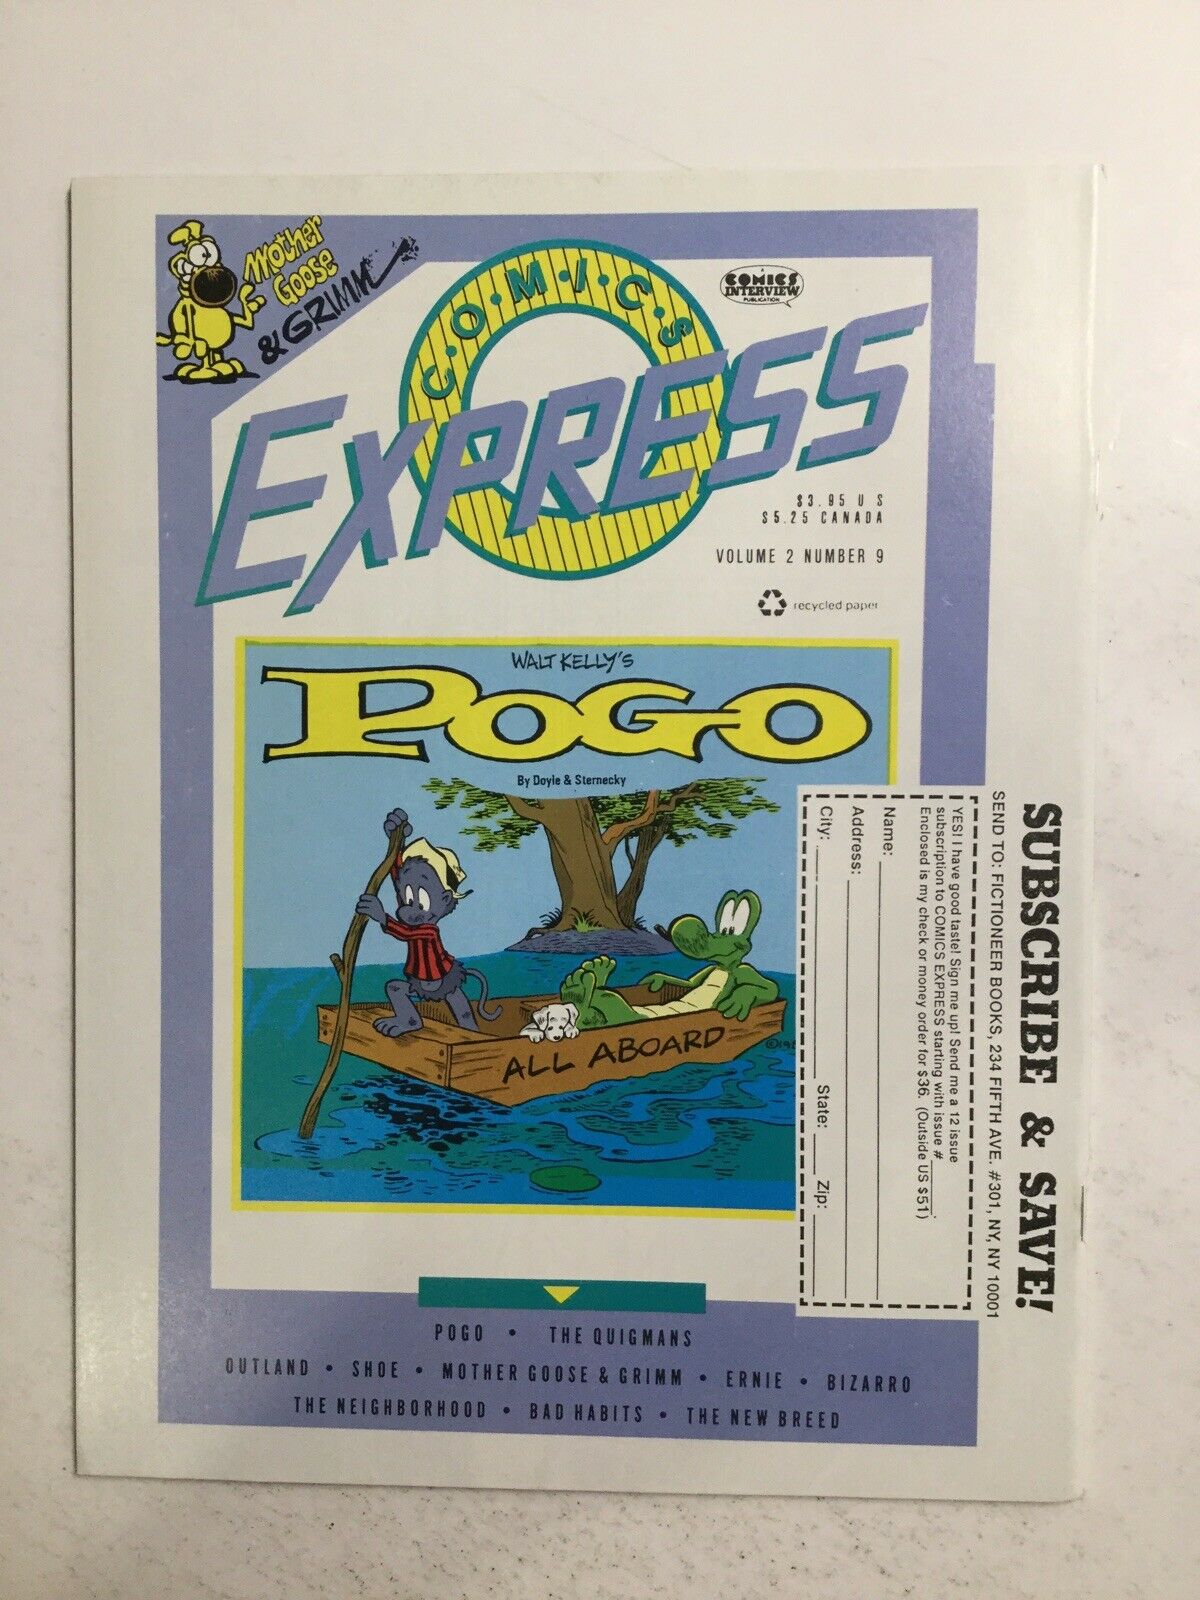 Mother
Goose
& GRIMM
COMICS
EXPRESS
A
COMICS
INTERVIEW
PUBLICATION
$3.95 U S
$5.25 CANADA
VOLUME 2 NUMBER 9
recycled paper
WALT KELLY'S
POGO
By Doyle & Sternecky
ALL ABOARD
SUBSCRIBE & SAVE!
SEND TO: FICTIONEER BOOKS, 234 FIFTH AVE. #301, NY, NY 10001
YES! I have good taste! Sign me up! Send me a 12 issue
subscription to COMICS EXPRESS starting with issue #____.
Enclosed is my check or money order for $36. (Outside US $51)
Name:
Address:
City: State: Zip:
POGO • THE QUIGMANS
OUTLAND • SHOE • MOTHER GOOSE & GRIMM • ERNIE • BIZARRO
THE NEIGHBORHOOD • BAD HABITS • THE NEW BREED